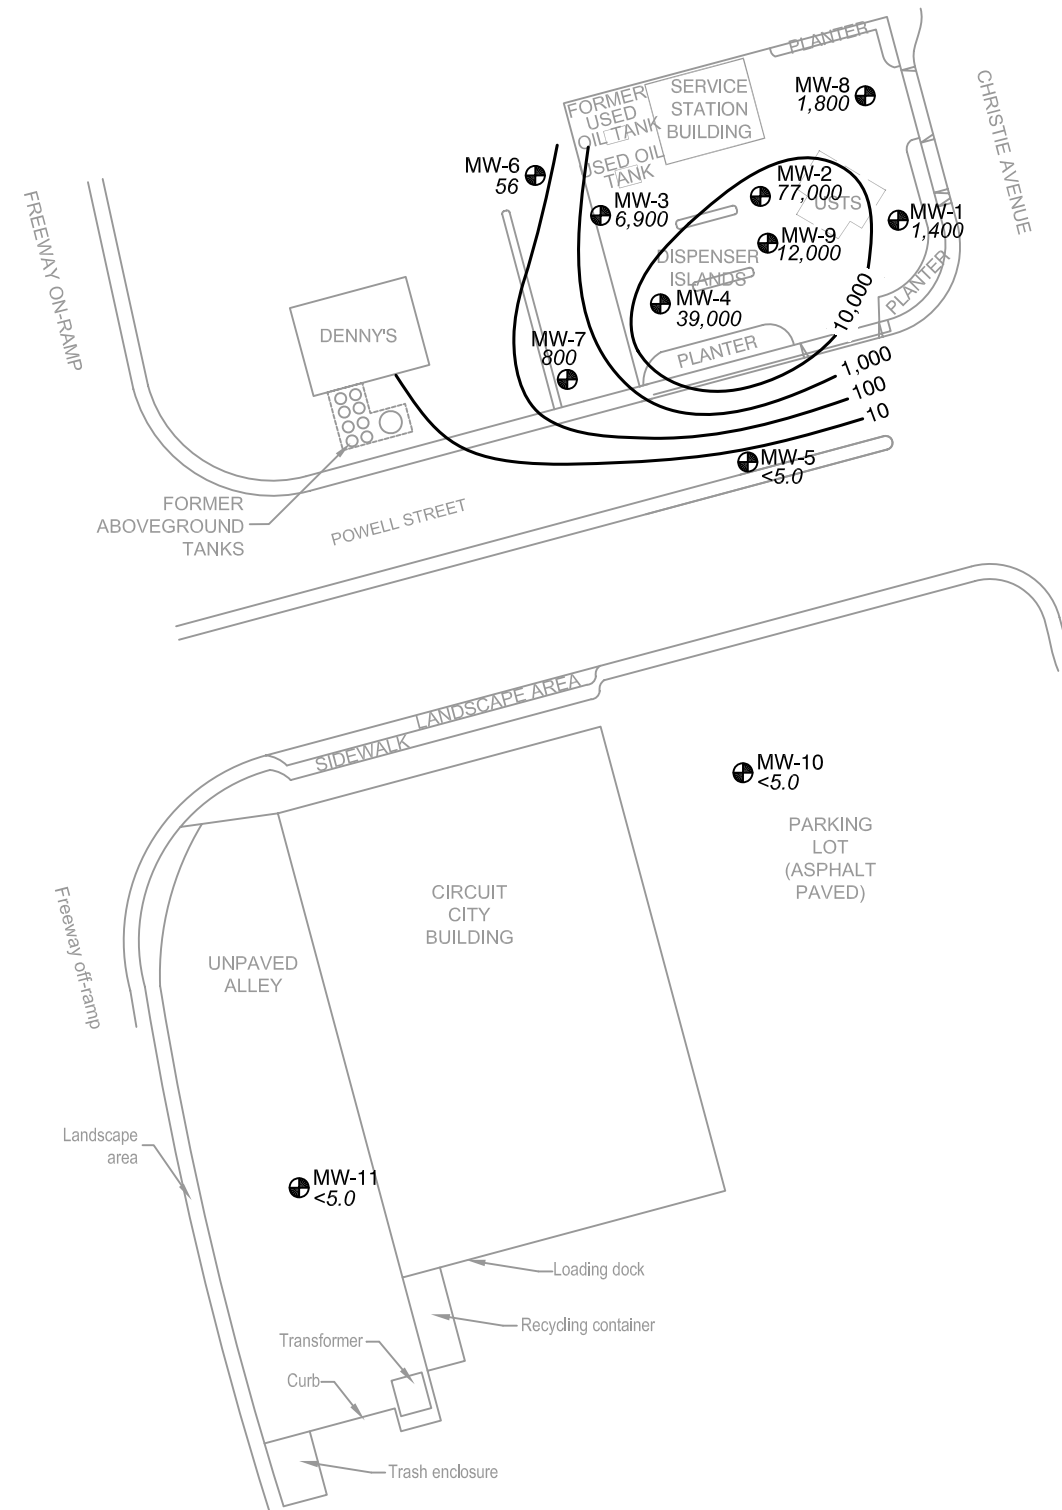 PLANTER
MW-8
1,800
SERVICE
STATION
BUILDING
FORMER
USED
OIL TANK
USED OIL
TANK
CHRISTIE AVENUE
MW-6
56
MW-3
6,900
MW-2
77,000
USTS
MW-1
1,400
MW-9
12,000
DISPENSER
ISLANDS
MW-4
39,000
10,000
PLANTER
PLANTER
FREEWAY ON-RAMP
DENNY'S
MW-7
800
1,000
100
10
MW-5
<5.0
FORMER
ABOVEGROUND
TANKS
POWELL STREET
LANDSCAPE AREA
SIDEWALK
MW-10
<5.0
PARKING
LOT
(ASPHALT
PAVED)
CIRCUIT
CITY
BUILDING
Freeway off-ramp
UNPAVED
ALLEY
Landscape
area
MW-11
<5.0
Loading dock
Recycling container
Transformer
Curb
Trash enclosure